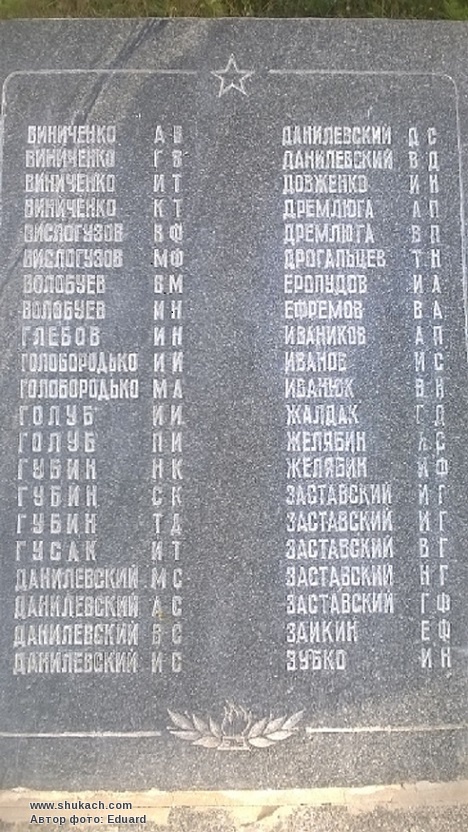 ВИНИЧЕНКО А В
ВИНИЧЕНКО Г В
ВИНИЧЕНКО И Т
ВИНИЧЕНКО К Т
ВИСЛОГУЗОВ В Ф
ВИСЛОГУЗОВ М Ф
ВОЛОБУЕВ В М
ВОЛОБУЕВ И Н
ГЛЕБОВ И Н
ГОЛОБОРОДЬКО И И
ГОЛОБОРОДЬКО М А
ГОЛУБ И И
ГОЛУБ П И
ГУБИН Н К
ГУБИН С К
ГУБИН Т Д
ГУСАК И Т
ДАНИЛЕВСКИЙ М С
ДАНИЛЕВСКИЙ А С
ДАНИЛЕВСКИЙ В С
ДАНИЛЕВСКИЙ И С
ДАНИЛЕВСКИЙ Д С
ДАНИЛЕВСКИЙ В Д
ДОВЖЕНКО И Н
ДРЕМЛЮГА А П
ДРЕМЛЮГА В П
ДРОГАЛЬЦЕВ Т Н
ЕРОПУДОВ И А
ЕФРЕМОВ В А
ИВАНИКОВ А П
ИВАНОВ И С
ИВАНЮК В Н
ЖАЛДАК Г Д
ЖЕЛЯБИН С
ЖЕЛЯБИН Ф
ЗАСТАВСКИЙ И Г
ЗАСТАВСКИЙ И Г
ЗАСТАВСКИЙ В Г
ЗАСТАВСКИЙ Н Г
ЗАСТАВСКИЙ Г Ф
ЗАИКИН Е Ф
ЗУБКО И Н
www.shukach.com
Автор фото: Eduard